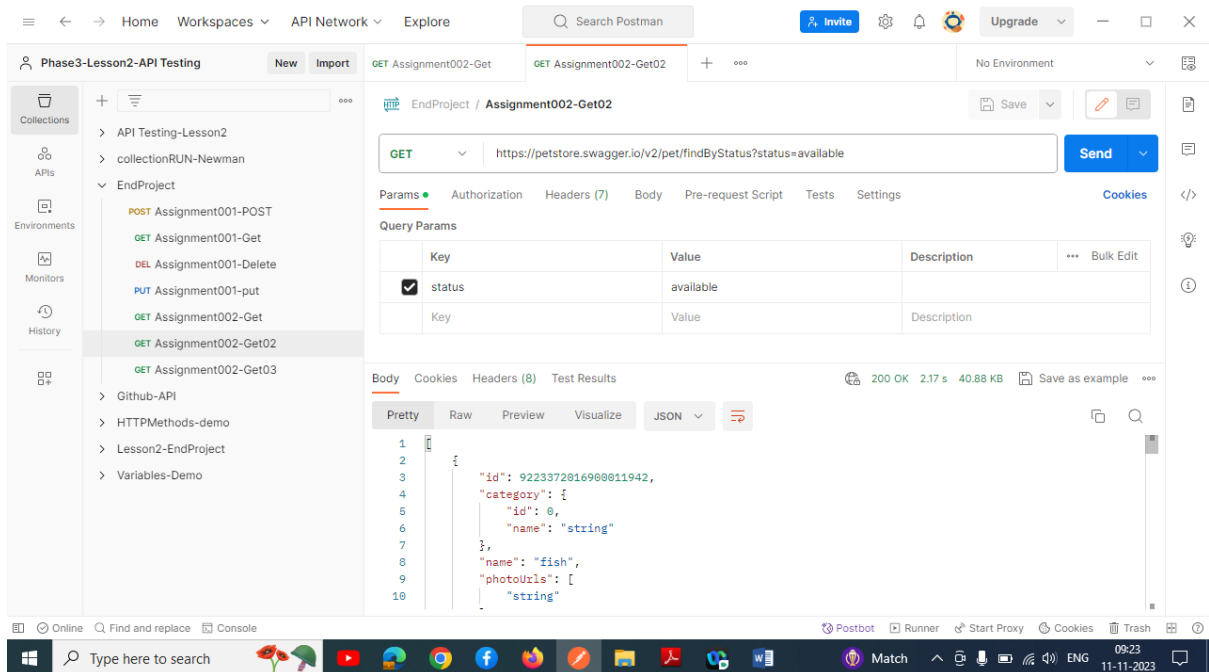 Home Workspaces API Network Explore Search Postman Invite Upgrade
Phase3-Lesson2-API Testing New Import GET Assignment002-Get GET Assignment002-Get02 No Environment
Collections
APIs
Environments
Monitors
History
API Testing-Lesson2
collectionRUN-Newman
EndProject
POST Assignment001-POST
GET Assignment001-Get
DEL Assignment001-Delete
PUT Assignment001-put
GET Assignment002-Get
GET Assignment002-Get02
GET Assignment002-Get03
Github-API
HTTPMethods-demo
Lesson2-EndProject
Variables-Demo
HTTP EndProject / Assignment002-Get02 Save
GET https://petstore.swagger.io/v2/pet/findByStatus?status=available Send
Params Authorization Headers (7) Body Pre-request Script Tests Settings Cookies
Query Params
Key Value Description Bulk Edit
status available
Key Value Description
Body Cookies Headers (8) Test Results 200 OK 2.17 s 40.88 KB Save as example
Pretty Raw Preview Visualize JSON
1 [
2 {
3 "id": 9223372016900011942,
4 "category": {
5 "id": 0,
6 "name": "string"
7 },
8 "name": "fish",
9 "photoUrls": [
10 "string"
Online Find and replace Console Postbot Runner Start Proxy Cookies Trash
Type here to search Match ENG 09:23
11-11-2023